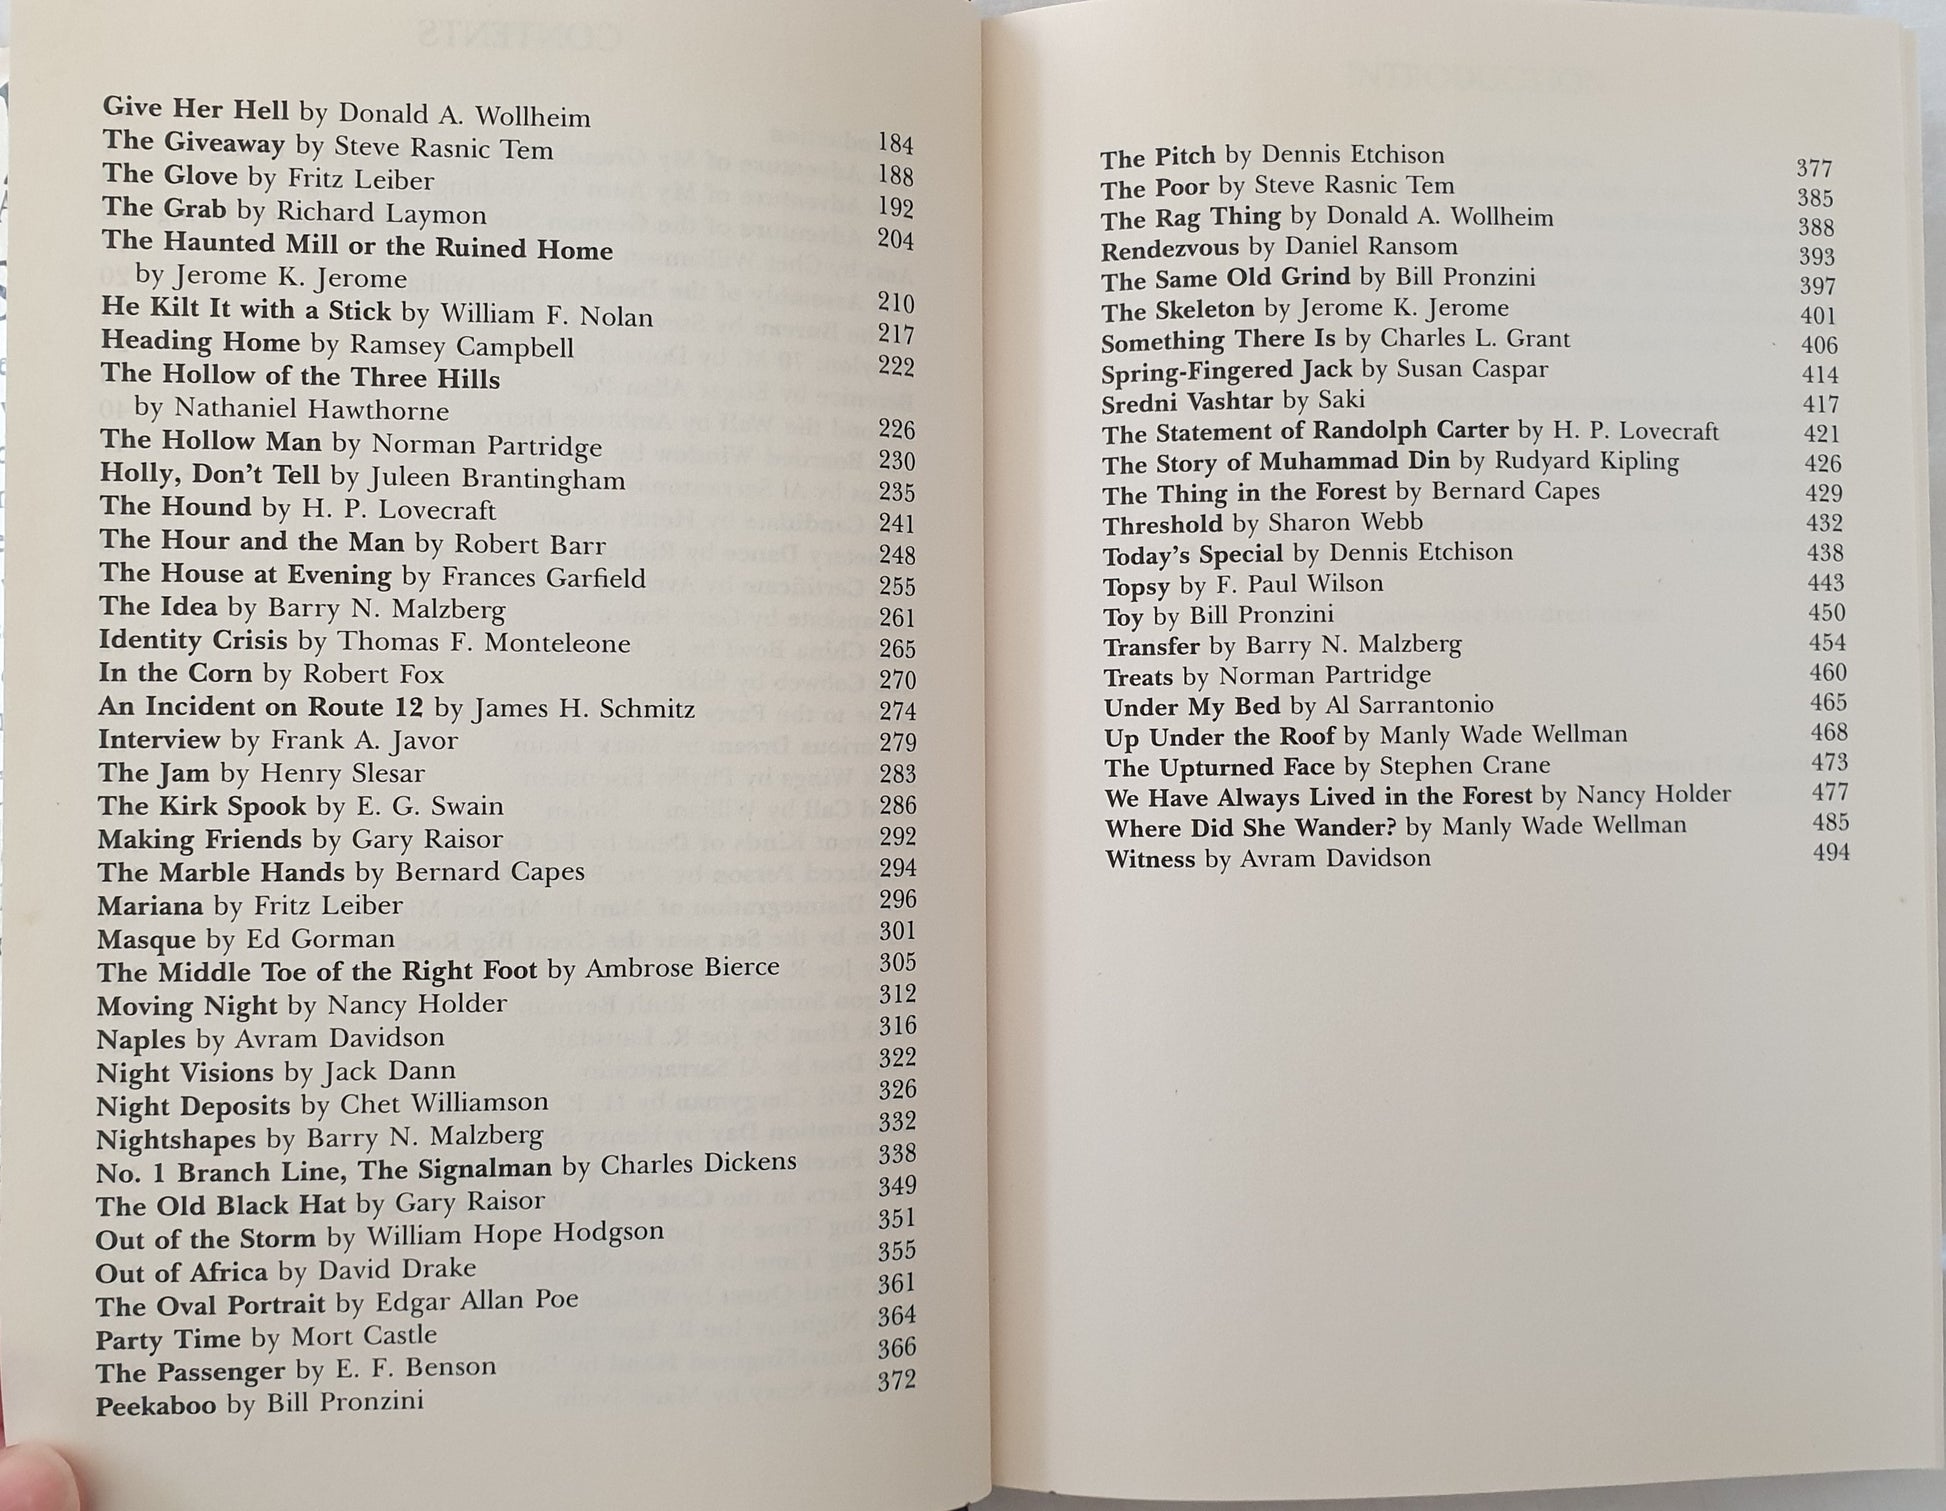 Give Her Hell by Donald A. Wollheim 184
The Giveaway by Steve Rasnic Tem 188
The Glove by Fritz Leiber 192
The Grab by Richard Laymon 204
The Haunted Mill or the Ruined Home
by Jerome K. Jerome 210
He Kilt It with a Stick by William F. Nolan 217
Heading Home by Ramsey Campbell 222
The Hollow of the Three Hills
by Nathaniel Hawthorne 226
The Hollow Man by Norman Partridge 230
Holly, Don't Tell by Juleen Brantingham 235
The Hound by H. P. Lovecraft 241
The Hour and the Man by Robert Barr 248
The House at Evening by Frances Garfield 255
The Idea by Barry N. Malzberg 261
Identity Crisis by Thomas F. Monteleone 265
In the Corn by Robert Fox 270
An Incident on Route 12 by James H. Schmitz 274
Interview by Frank A. Javor 279
The Jam by Henry Slesar 283
The Kirk Spook by E. G. Swain 286
Making Friends by Gary Raisor 292
The Marble Hands by Bernard Capes 294
Mariana by Fritz Leiber 296
Masque by Ed Gorman 301
The Middle Toe of the Right Foot by Ambrose Bierce 305
Moving Night by Nancy Holder 312
Naples by Avram Davidson 316
Night Visions by Jack Dann 322
Night Deposits by Chet Williamson 326
Nightshapes by Barry N. Malzberg 332
No. 1 Branch Line, The Signalman by Charles Dickens 338
The Old Black Hat by Gary Raisor 349
Out of the Storm by William Hope Hodgson 351
Out of Africa by David Drake 355
The Oval Portrait by Edgar Allan Poe 361
Party Time by Mort Castle 364
The Passenger by E. F. Benson 366
Peekaboo by Bill Pronzini 372
The Pitch by Dennis Etchison 377
The Poor by Steve Rasnic Tem 385
The Rag Thing by Donald A. Wollheim 388
Rendezvous by Daniel Ransom 393
The Same Old Grind by Bill Pronzini 397
The Skeleton by Jerome K. Jerome 401
Something There Is by Charles L. Grant 406
Spring-Fingered Jack by Susan Caspar 414
Sredni Vashtar by Saki 417
The Statement of Randolph Carter by H. P. Lovecraft 421
The Story of Muhammad Din by Rudyard Kipling 426
The Thing in the Forest by Bernard Capes 429
Threshold by Sharon Webb 432
Today's Special by Dennis Etchison 438
Topsy by F. Paul Wilson 443
Toy by Bill Pronzini 450
Transfer by Barry N. Malzberg 454
Treats by Norman Partridge 460
Under My Bed by Al Sarrantonio 465
Up Under the Roof by Manly Wade Wellman 468
The Upturned Face by Stephen Crane 473
We Have Always Lived in the Forest by Nancy Holder 477
Where Did She Wander? by Manly Wade Wellman 485
Witness by Avram Davidson 494